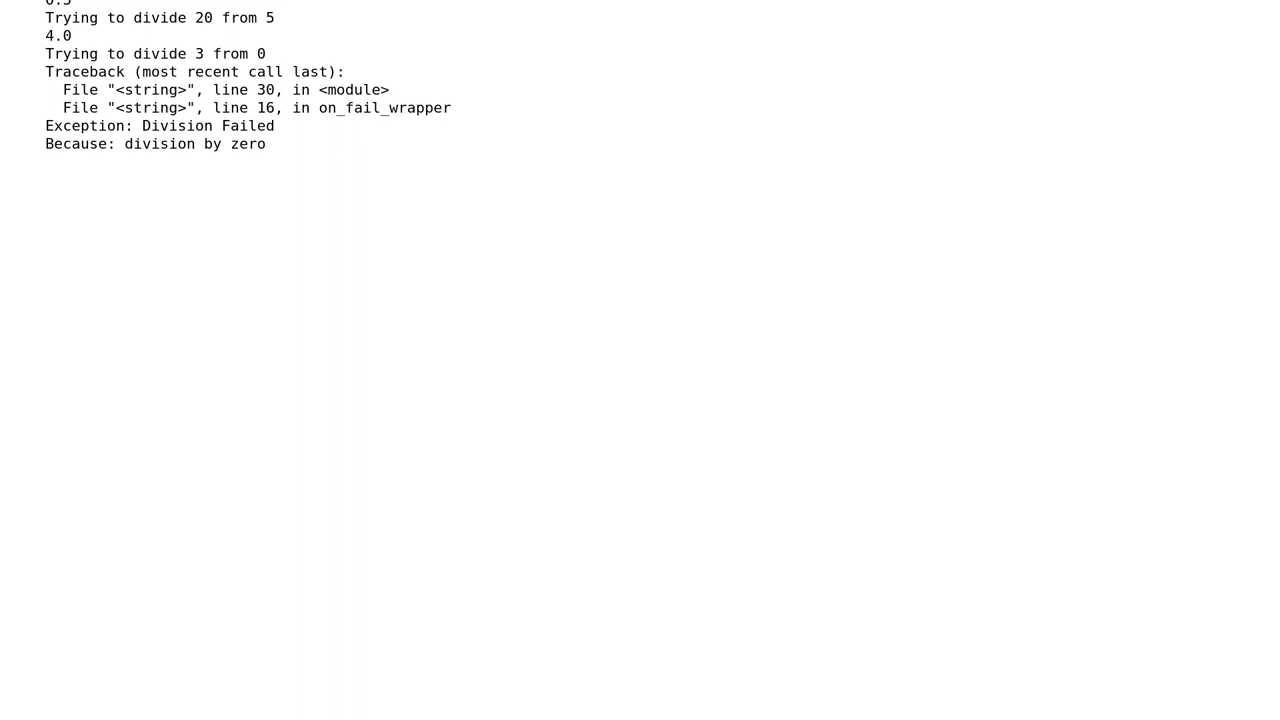 0.5
Trying to divide 20 from 5
4.0
Trying to divide 3 from 0
Traceback (most recent call last):
  File "<string>", line 30, in <module>
  File "<string>", line 16, in on_fail_wrapper
Exception: Division Failed
Because: division by zero